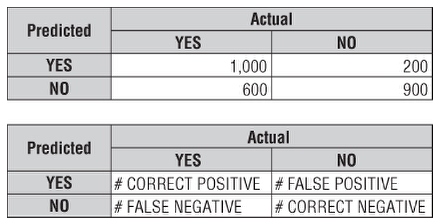 Predicted Actual
YES NO
YES 1,000 200
NO 600 900
Predicted Actual
YES NO
YES # CORRECT POSITIVE # FALSE POSITIVE
NO # FALSE NEGATIVE # CORRECT NEGATIVE